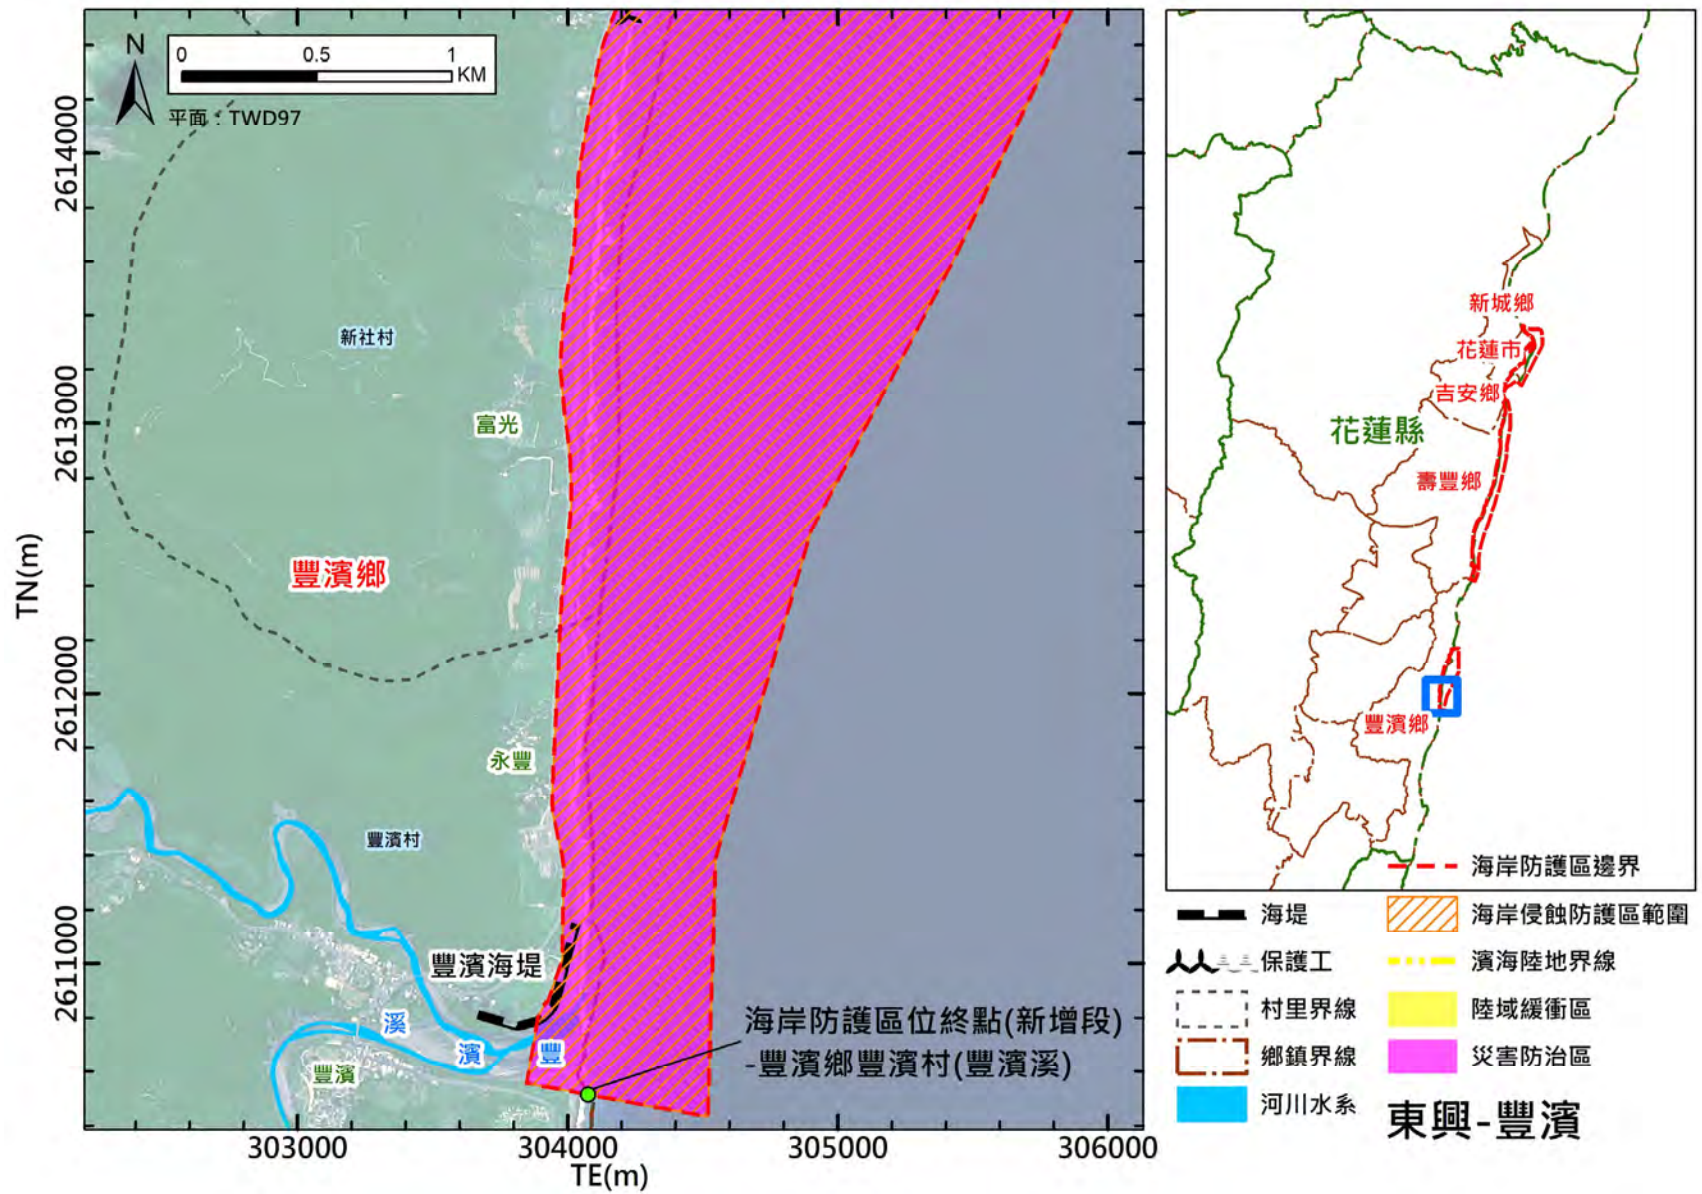 N
0 0.5 1
KM
平面：TWD97
2614000
2613000
2612000
2611000
TN(m)
新社村
富光
豐濱鄉
永豐
豐濱村
豐濱海堤
溪
濱
豐
豐濱
海岸防護區位終點(新增段)
-豐濱鄉豐濱村(豐濱溪)
303000 304000 305000 306000
TE(m)
新城鄉
花蓮市
吉安鄉
花蓮縣
壽豐鄉
豐濱鄉
海岸防護區邊界
海堤
海岸侵蝕防護區範圍
保護工
濱海陸地界線
村里界線
陸域緩衝區
鄉鎮界線
災害防治區
河川水系
東興-豐濱